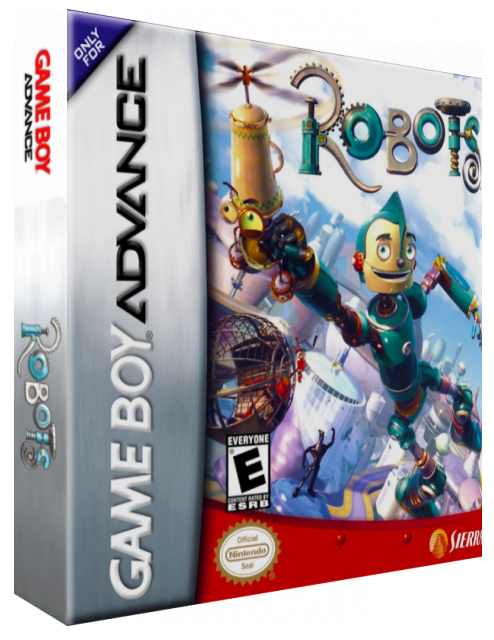 ONLY
FOR
GAME BOY
ADVANCE
ROBOTS
GAME BOY ADVANCE
ROBOTS
EVERYONE
E
CONTENT RATED BY
ESRB
Official
Nintendo
Seal
SIERRA